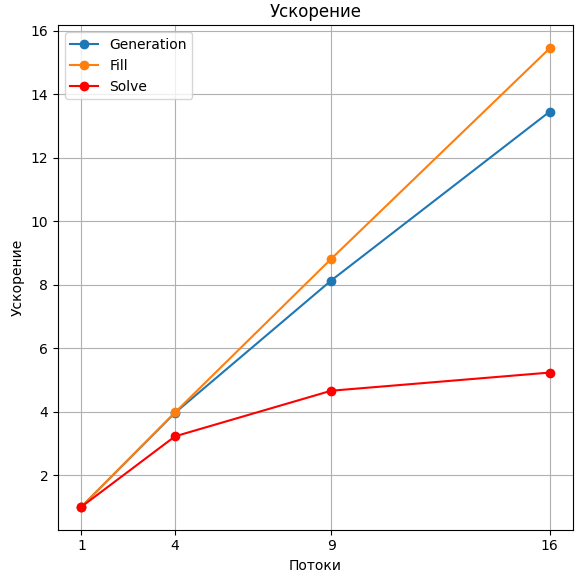 Ускорение
Generation
Fill
Solve
16
14
12
10
8
6
4
2
Ускорение
1 4 9 16
Потоки